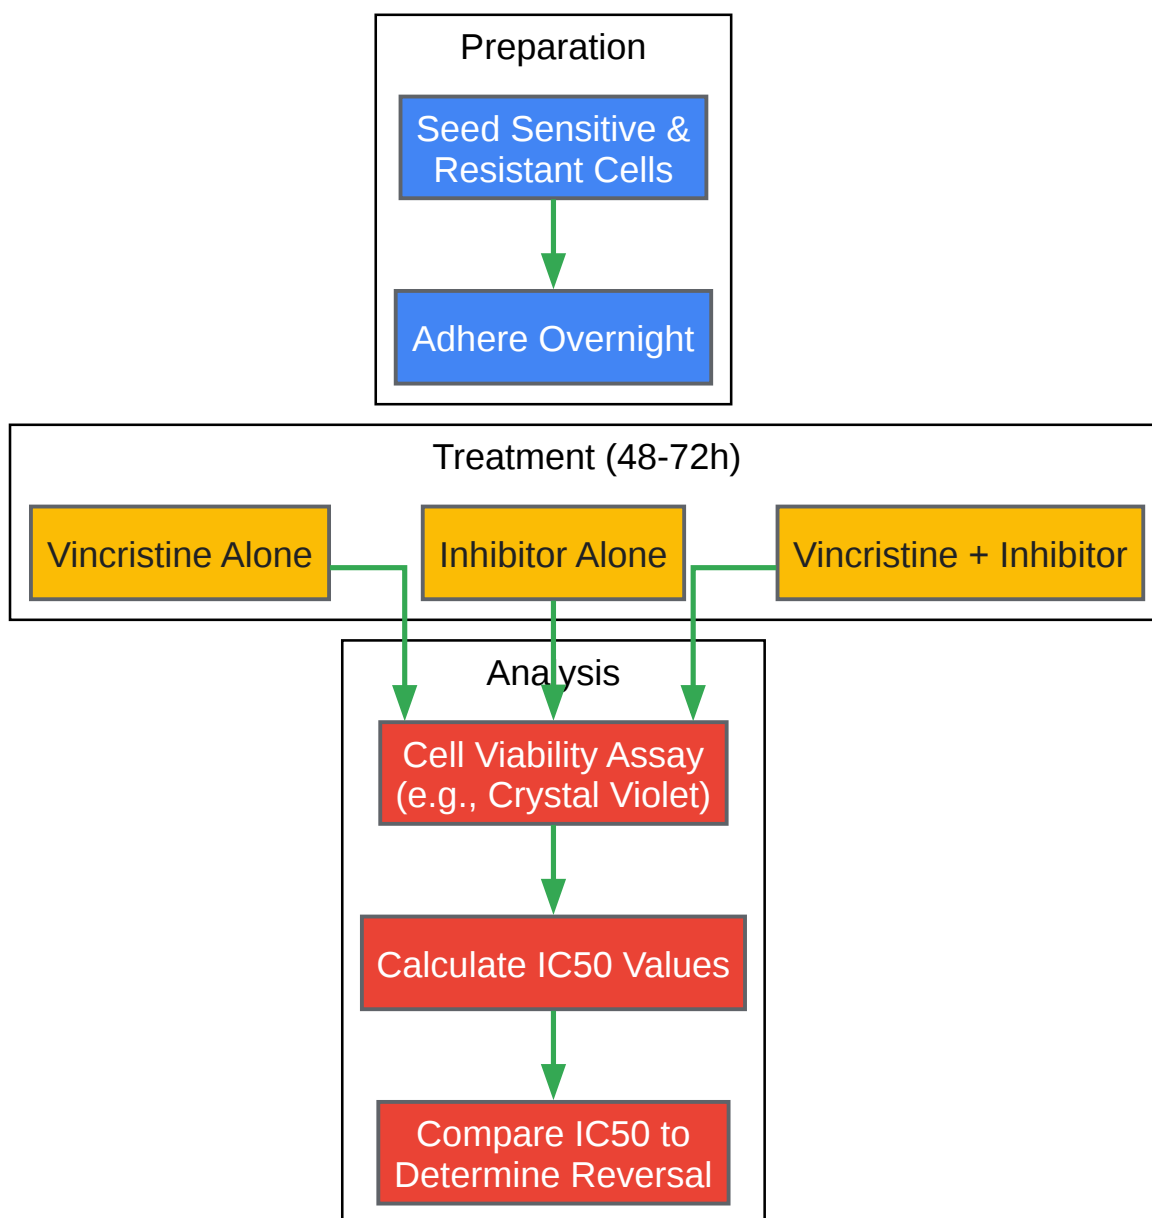 Preparation
Seed Sensitive &
Resistant Cells
Adhere Overnight
Treatment (48-72h)
Vincristine Alone
Inhibitor Alone
Vincristine + Inhibitor
Analysis
Cell Viability Assay
(e.g., Crystal Violet)
Calculate IC50 Values
Compare IC50 to
Determine Reversal